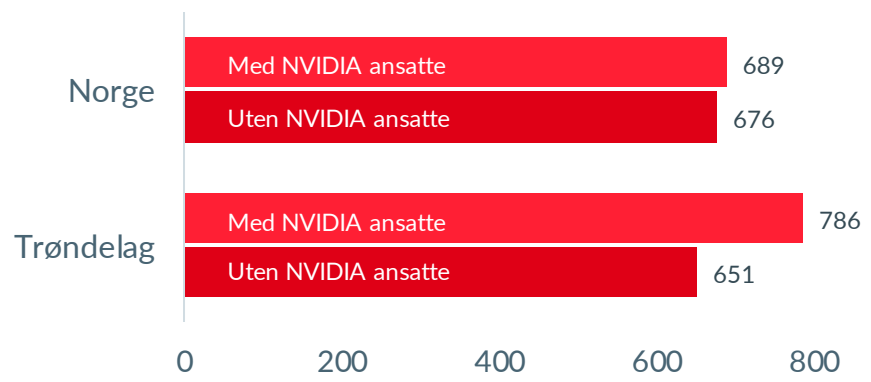 Med NVIDIA ansatte 689
Norge
Uten NVIDIA ansatte 676
Med NVIDIA ansatte 786
Trøndelag
Uten NVIDIA ansatte 651
0 200 400 600 800